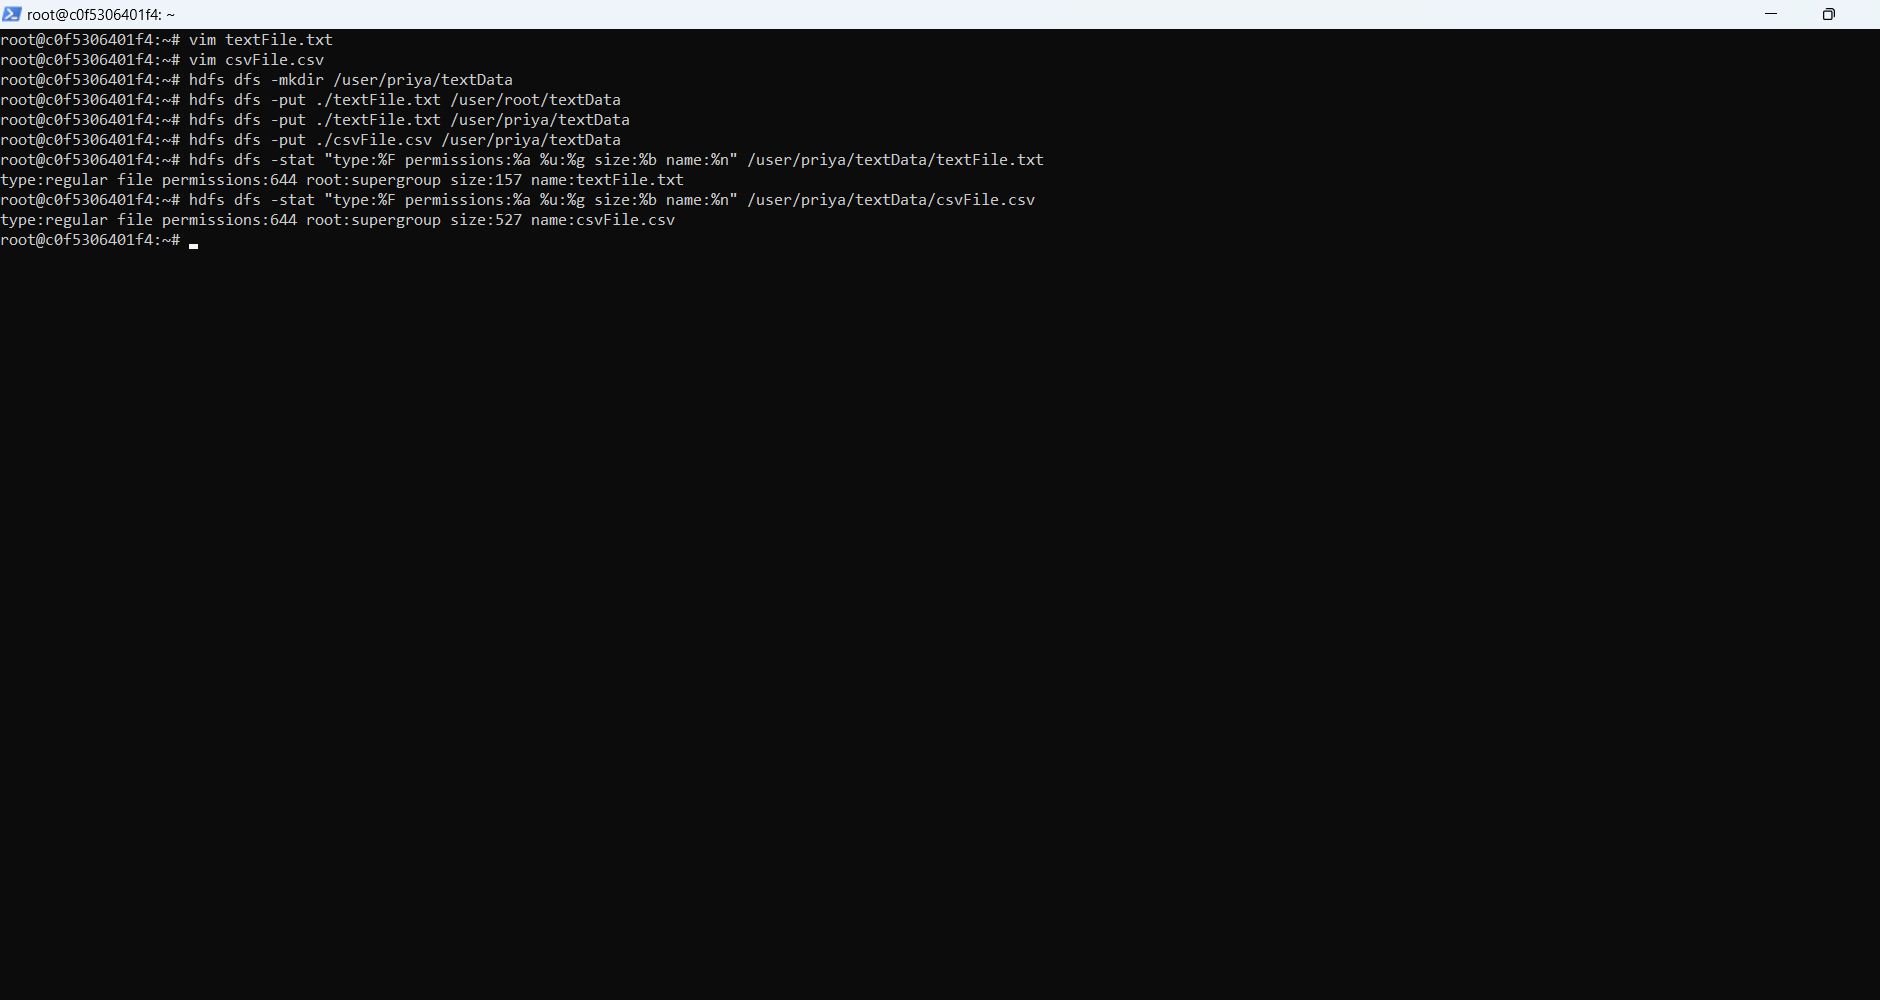 root@c0f5306401f4: ~
root@c0f5306401f4:~# vim textFile.txt
root@c0f5306401f4:~# vim csvFile.csv
root@c0f5306401f4:~# hdfs dfs -mkdir /user/priya/textData
root@c0f5306401f4:~# hdfs dfs -put ./textFile.txt /user/root/textData
root@c0f5306401f4:~# hdfs dfs -put ./textFile.txt /user/priya/textData
root@c0f5306401f4:~# hdfs dfs -put ./csvFile.csv /user/priya/textData
root@c0f5306401f4:~# hdfs dfs -stat "type:%F permissions:%a %u:%g size:%b name:%n" /user/priya/textData/textFile.txt
type:regular file permissions:644 root:supergroup size:157 name:textFile.txt
root@c0f5306401f4:~# hdfs dfs -stat "type:%F permissions:%a %u:%g size:%b name:%n" /user/priya/textData/csvFile.csv
type:regular file permissions:644 root:supergroup size:527 name:csvFile.csv
root@c0f5306401f4:~#